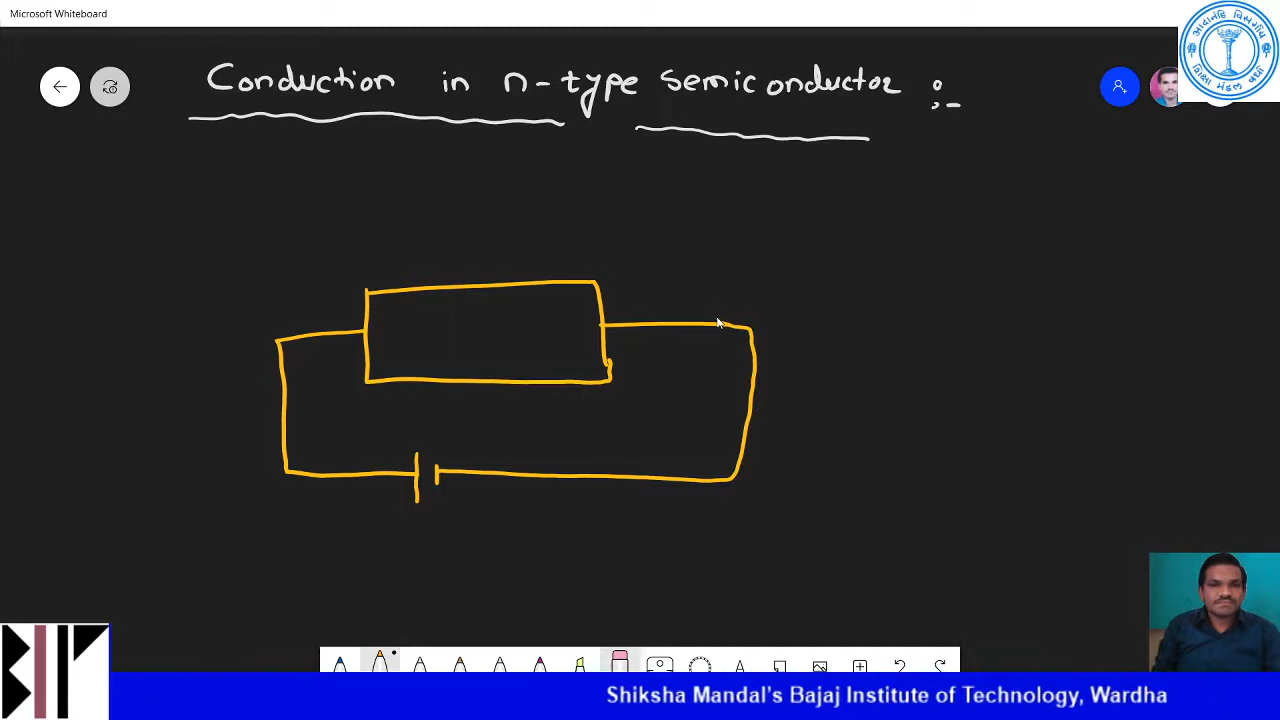 Microsoft Whiteboard
Conduction in n-type semiconductor :-
Shiksha Mandal's Bajaj Institute of Technology, Wardha